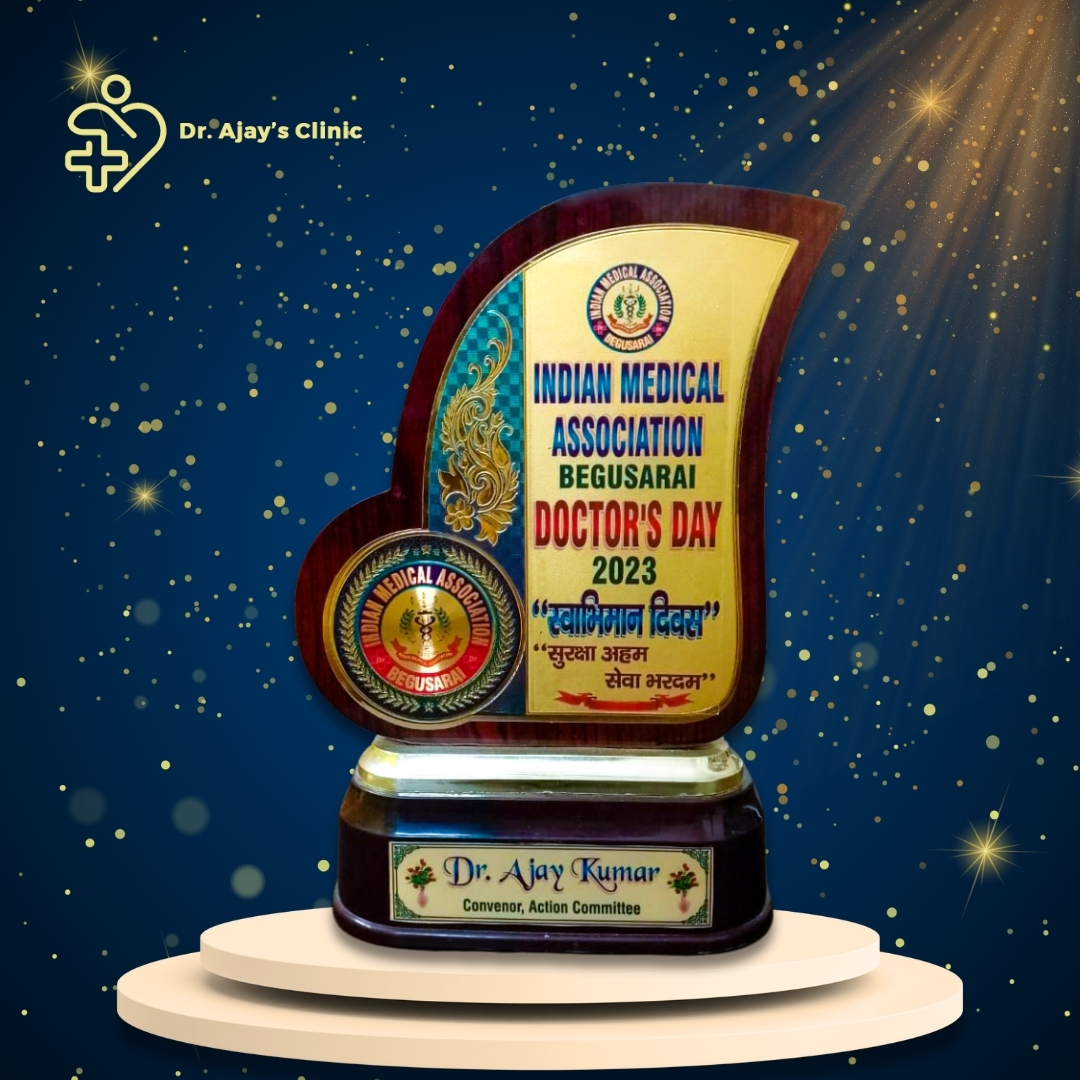 Dr. Ajay's Clinic
INDIAN MEDICAL ASSOCIATION
BEGUSARAI
INDIAN MEDICAL
ASSOCIATION
BEGUSARAI
DOCTOR'S DAY
2023
“स्वाभिमान दिवस”
“सुरक्षा अहम
सेवा भरदम”
INDIAN MEDICAL ASSOCIATION
BEGUSARAI
Dr. Ajay Kumar
Convenor, Action Committee